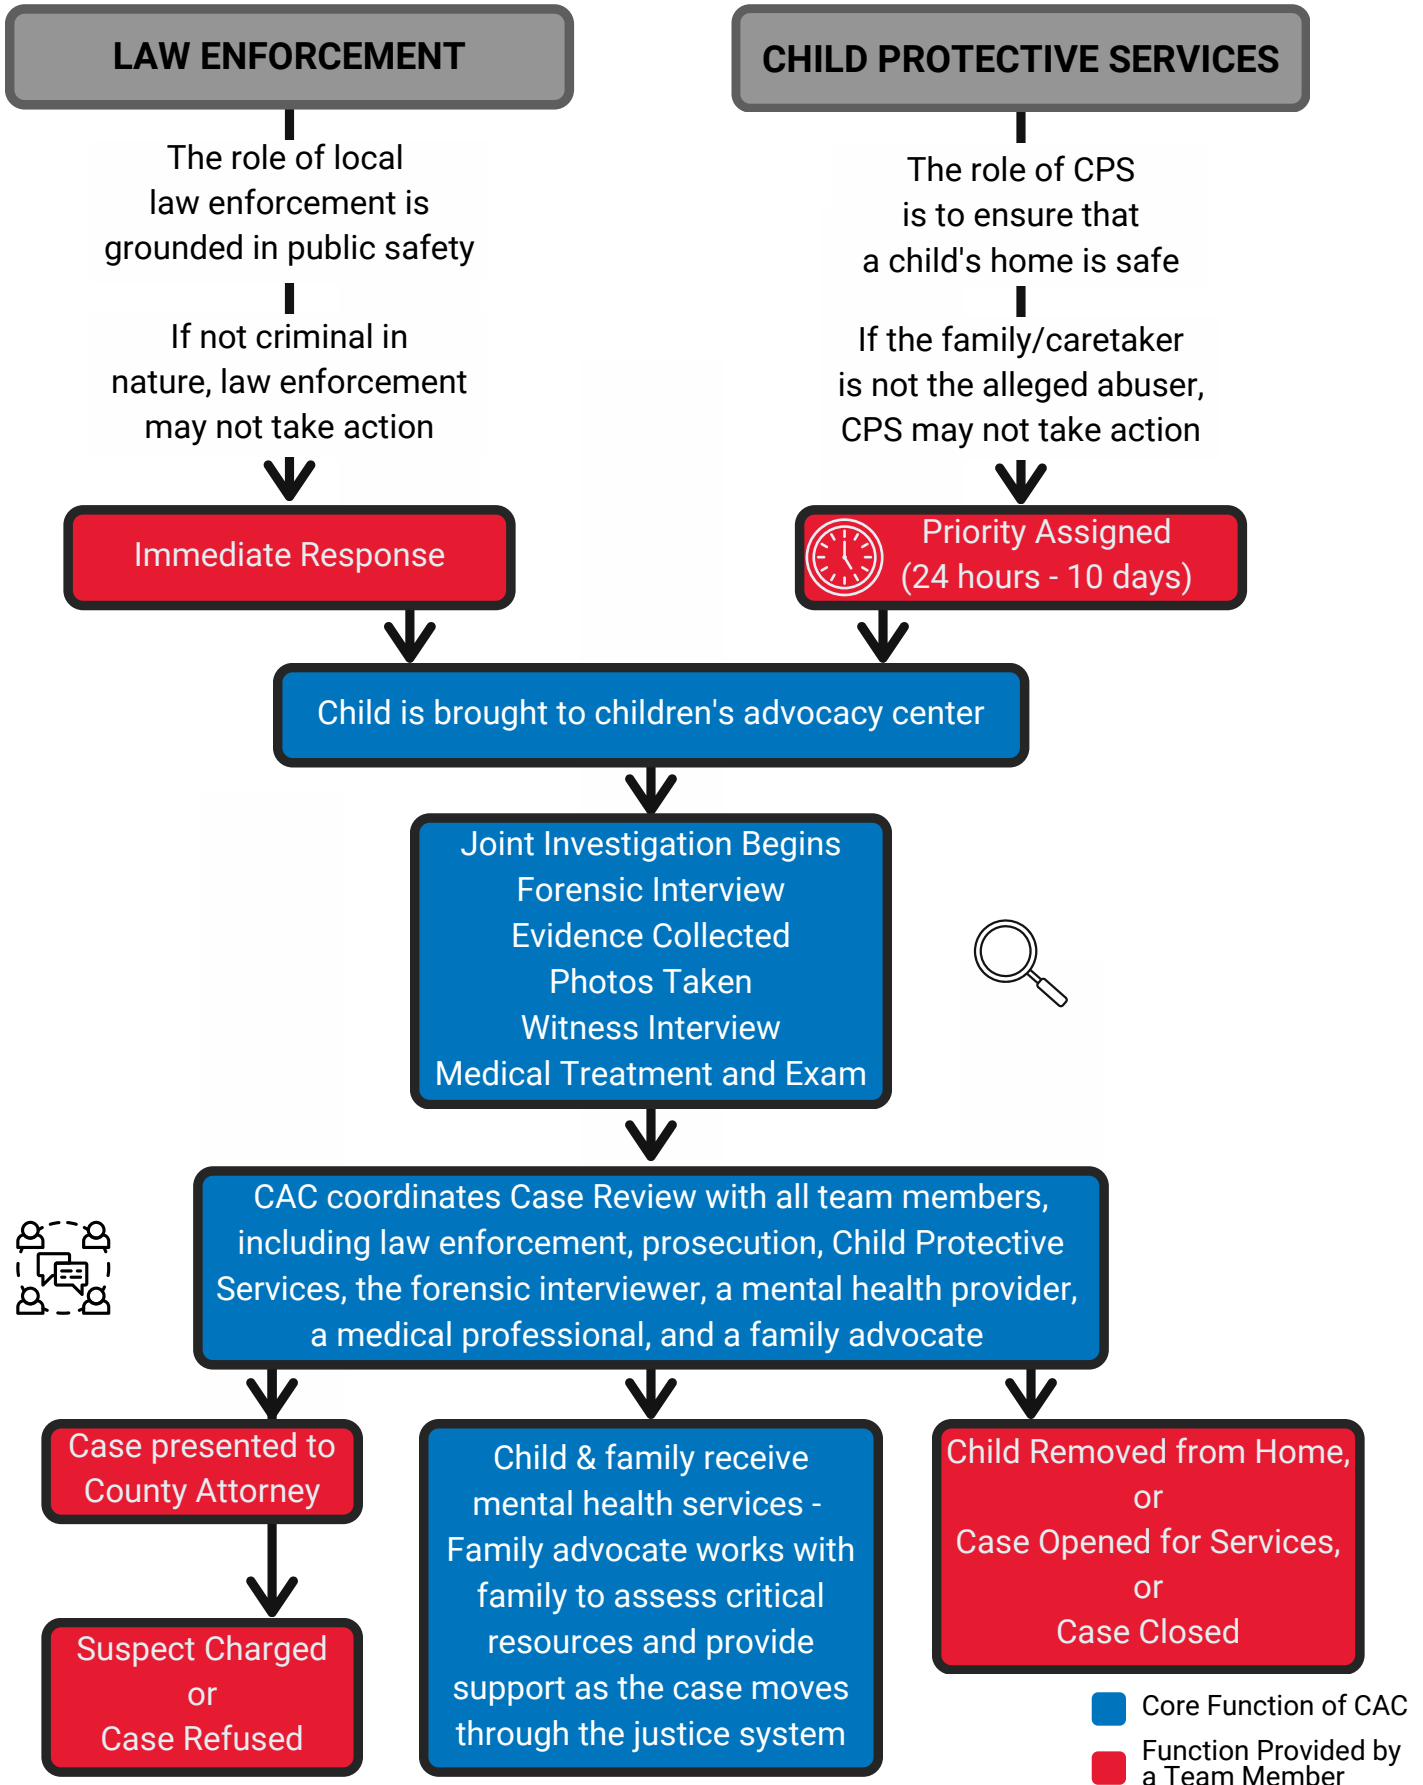 LAW ENFORCEMENT
The role of local
law enforcement is
grounded in public safety
If not criminal in
nature, law enforcement
may not take action
Immediate Response
CHILD PROTECTIVE SERVICES
The role of CPS
is to ensure that
a child's home is safe
If the family/caretaker
is not the alleged abuser,
CPS may not take action
Priority Assigned
(24 hours - 10 days)
Child is brought to children's advocacy center
Joint Investigation Begins
Forensic Interview
Evidence Collected
Photos Taken
Witness Interview
Medical Treatment and Exam
CAC coordinates Case Review with all team members,
including law enforcement, prosecution, Child Protective
Services, the forensic interviewer, a mental health provider,
a medical professional, and a family advocate
Case presented to
County Attorney
Suspect Charged
or
Case Refused
Child & family receive
mental health services -
Family advocate works with
family to assess critical
resources and provide
support as the case moves
through the justice system
Child Removed from Home,
or
Case Opened for Services,
or
Case Closed
Core Function of CAC
Function Provided by
a Team Member